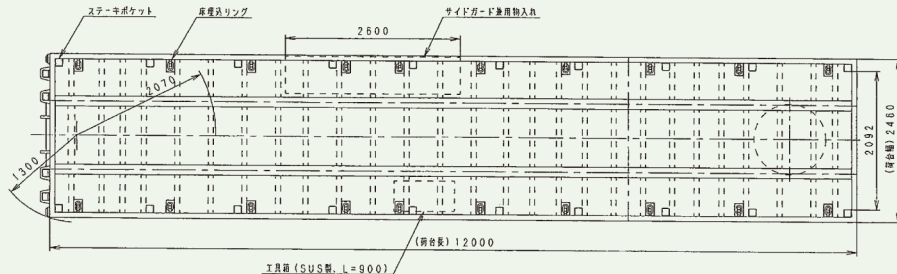 ステーキポケット
床埋込リング
サイドガード兼用物入れ
2600
2070
1300
2092
(荷台幅) 2460
(荷台長) 12000
工具箱 (SUS製, L=900)